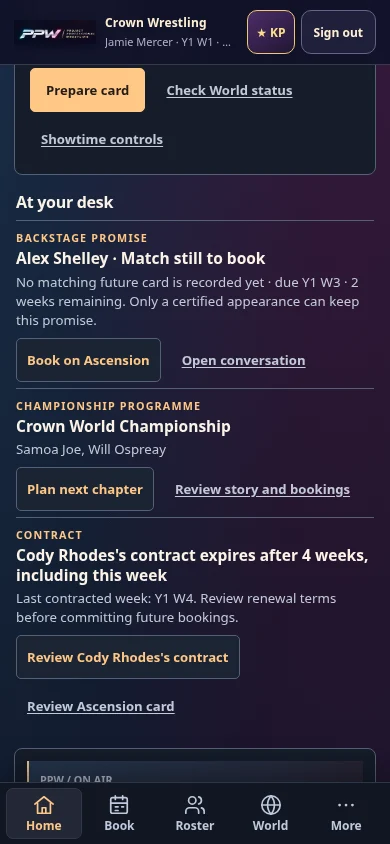 PPW
Crown Wrestling
Jamie Mercer · Y1 W1 · ...
★ KP
Sign out
Prepare card
Check World status
Showtime controls
At your desk
BACKSTAGE PROMISE
Alex Shelley · Match still to book
No matching future card is recorded yet · due Y1 W3 · 2
weeks remaining. Only a certified appearance can keep
this promise.
Book on Ascension
Open conversation
CHAMPIONSHIP PROGRAMME
Crown World Championship
Samoa Joe, Will Ospreay
Plan next chapter
Review story and bookings
CONTRACT
Cody Rhodes's contract expires after 4 weeks,
including this week
Last contracted week: Y1 W4. Review renewal terms
before committing future bookings.
Review Cody Rhodes's contract
Review Ascension card
PPW / ON AIR
Home
Book
Roster
World
More